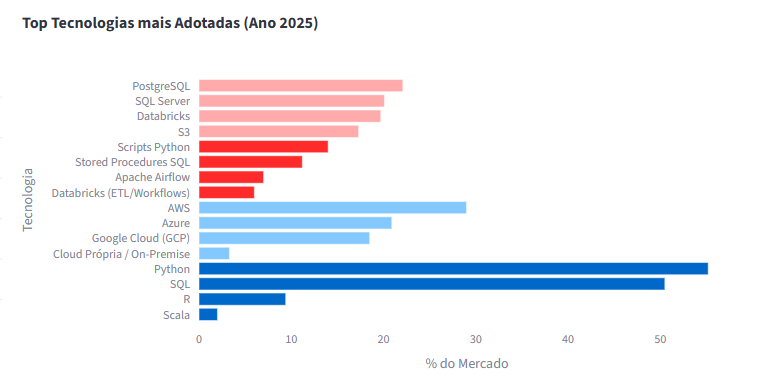 Top Tecnologias mais Adotadas (Ano 2025)
Tecnologia
PostgreSQL
SQL Server
Databricks
S3
Scripts Python
Stored Procedures SQL
Apache Airflow
Databricks (ETL/Workflows)
AWS
Azure
Google Cloud (GCP)
Cloud Própria / On-Premise
Python
SQL
R
Scala
0 10 20 30 40 50
% do Mercado